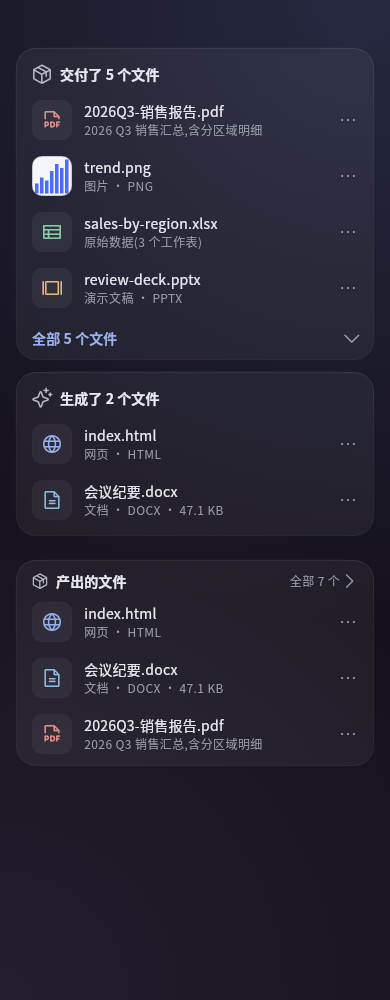 交付了 5 个文件
PDF
2026Q3-销售报告.pdf
2026 Q3 销售汇总,含分区域明细
trend.png
图片 · PNG
sales-by-region.xlsx
原始数据(3 个工作表)
review-deck.pptx
演示文稿 · PPTX
全部 5 个文件
生成了 2 个文件
index.html
网页 · HTML
会议纪要.docx
文档 · DOCX · 47.1 KB
产出的文件
全部 7 个
index.html
网页 · HTML
会议纪要.docx
文档 · DOCX · 47.1 KB
PDF
2026Q3-销售报告.pdf
2026 Q3 销售汇总,含分区域明细